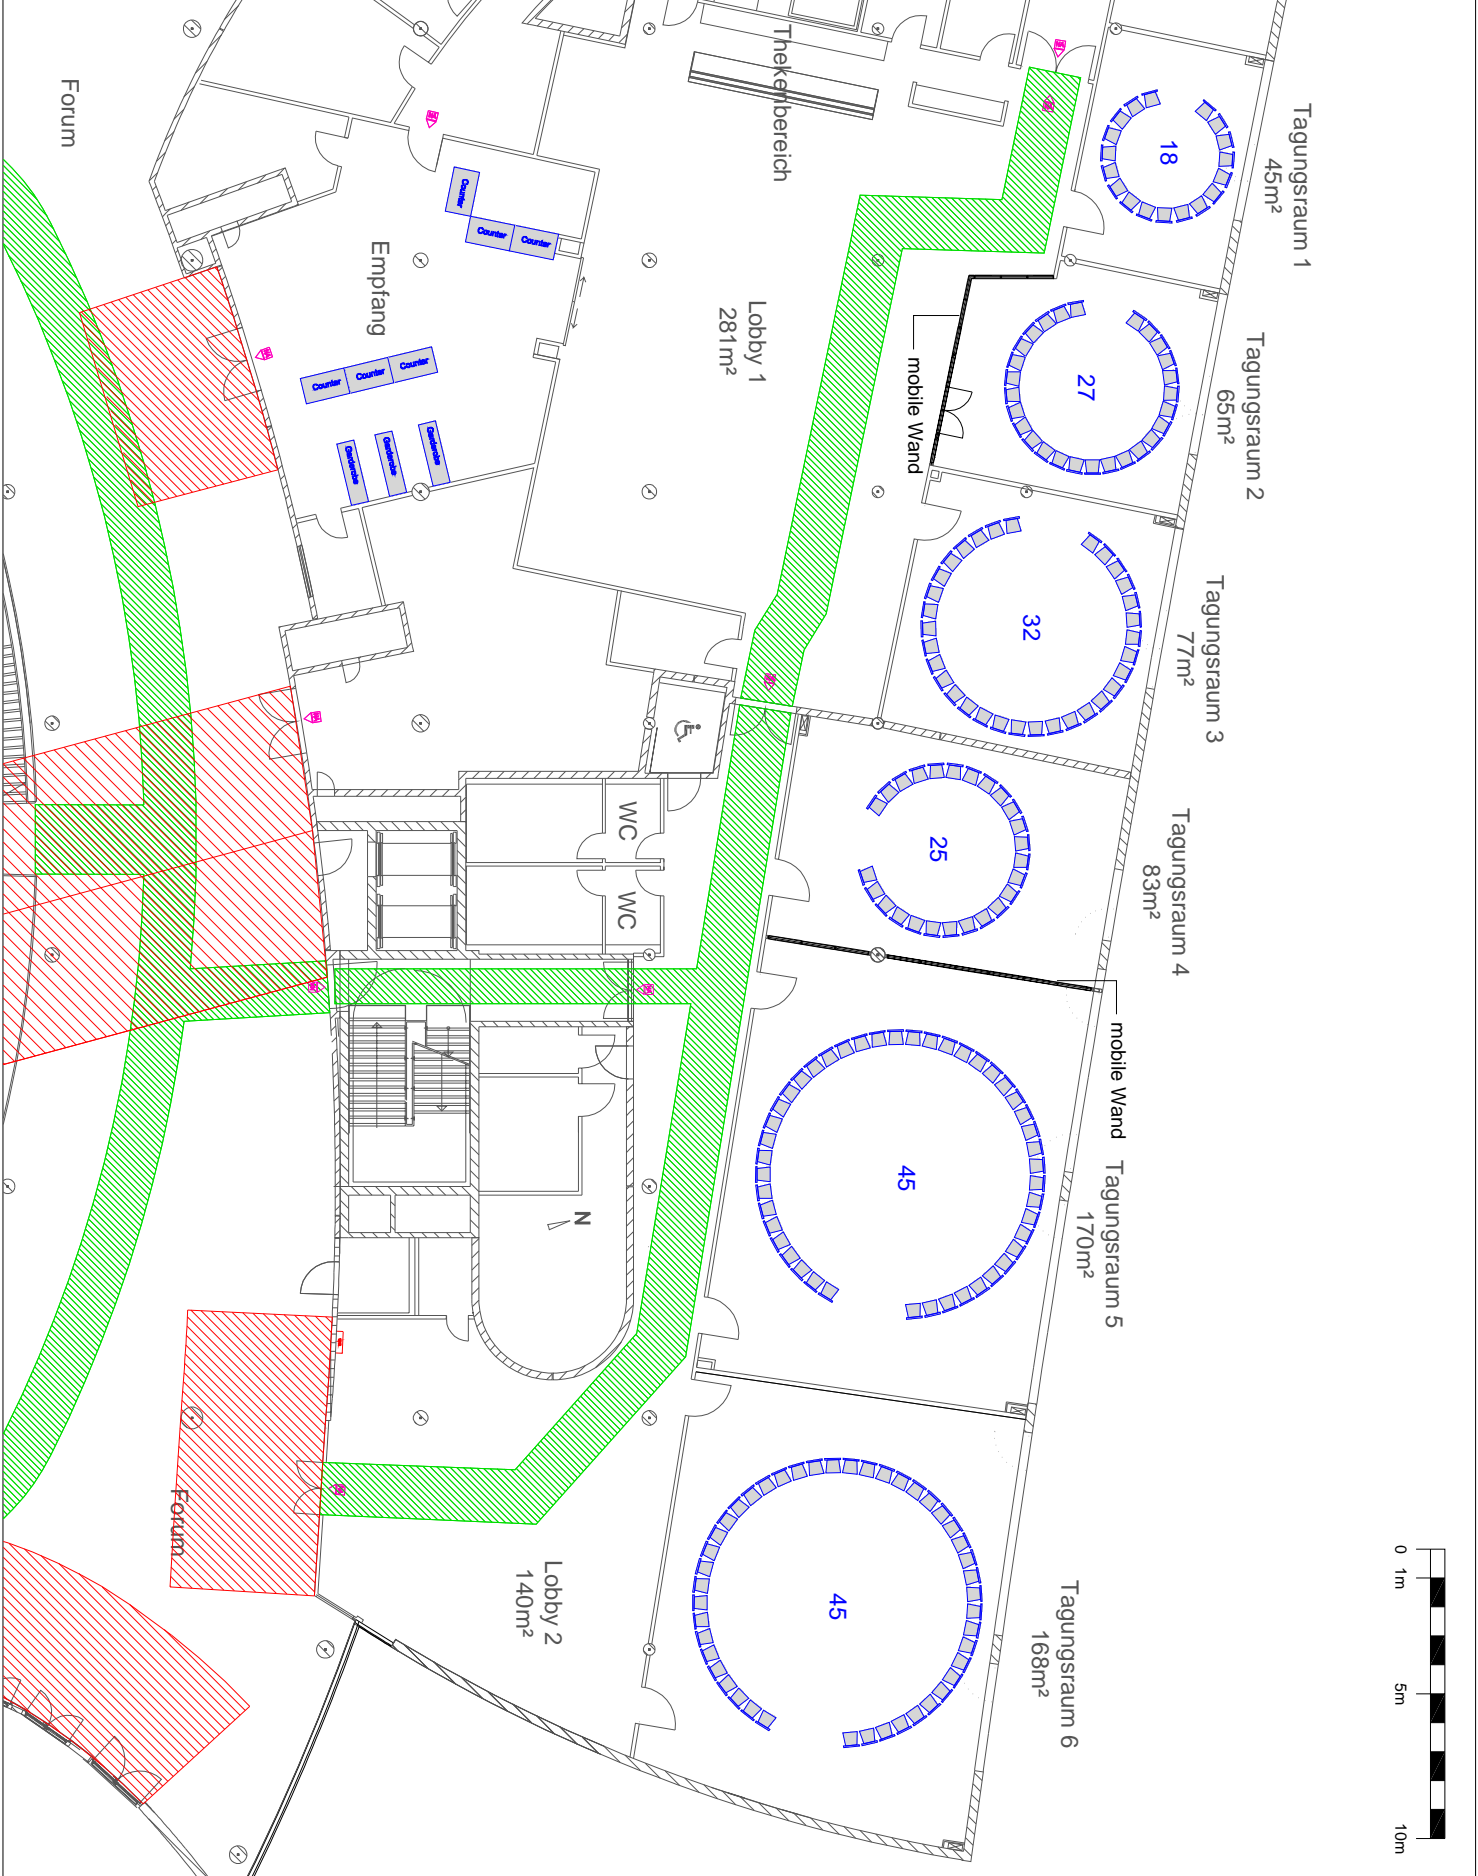 Tagungsraum 1
45m²
Tagungsraum 2
65m²
Tagungsraum 3
77m²
Tagungsraum 4
83m²
Tagungsraum 5
170m²
Tagungsraum 6
168m²
18
27
32
25
45
45
mobile Wand
mobile Wand
Thekenbereich
Lobby 1
281m²
Lobby 2
140m²
Empfang
Counter
Counter
Counter
Counter
Counter
Counter
Garderobe
Garderobe
Garderobe
WC
WC
N
Forum
Forum
0
1m
5m
10m